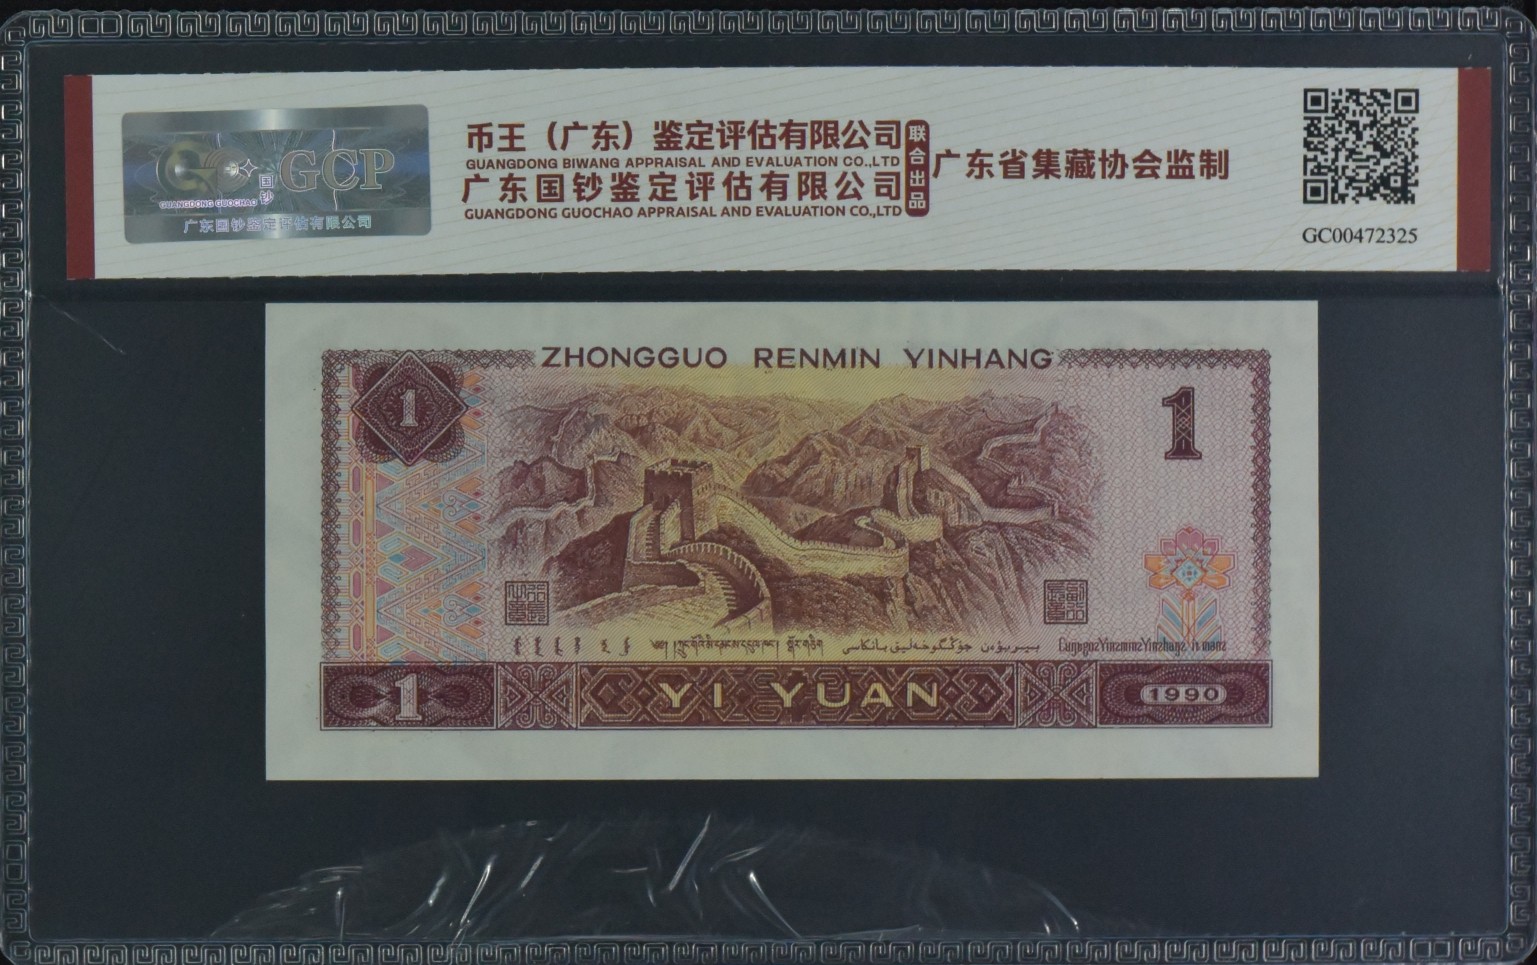 GCP
国钞
GUANGDONG GUOCHAO
广东国钞鉴定评估有限公司
币王（广东）鉴定评估有限公司
GUANGDONG BIWANG APPRAISAL AND EVALUATION CO.,LTD
广东国钞鉴定评估有限公司
GUANGDONG GUOCHAO APPRAISAL AND EVALUATION CO.,LTD
联合出品
广东省集藏协会监制
GC00472325
ZHONGGUO RENMIN YINHANG
1
1
1
YI YUAN
1990